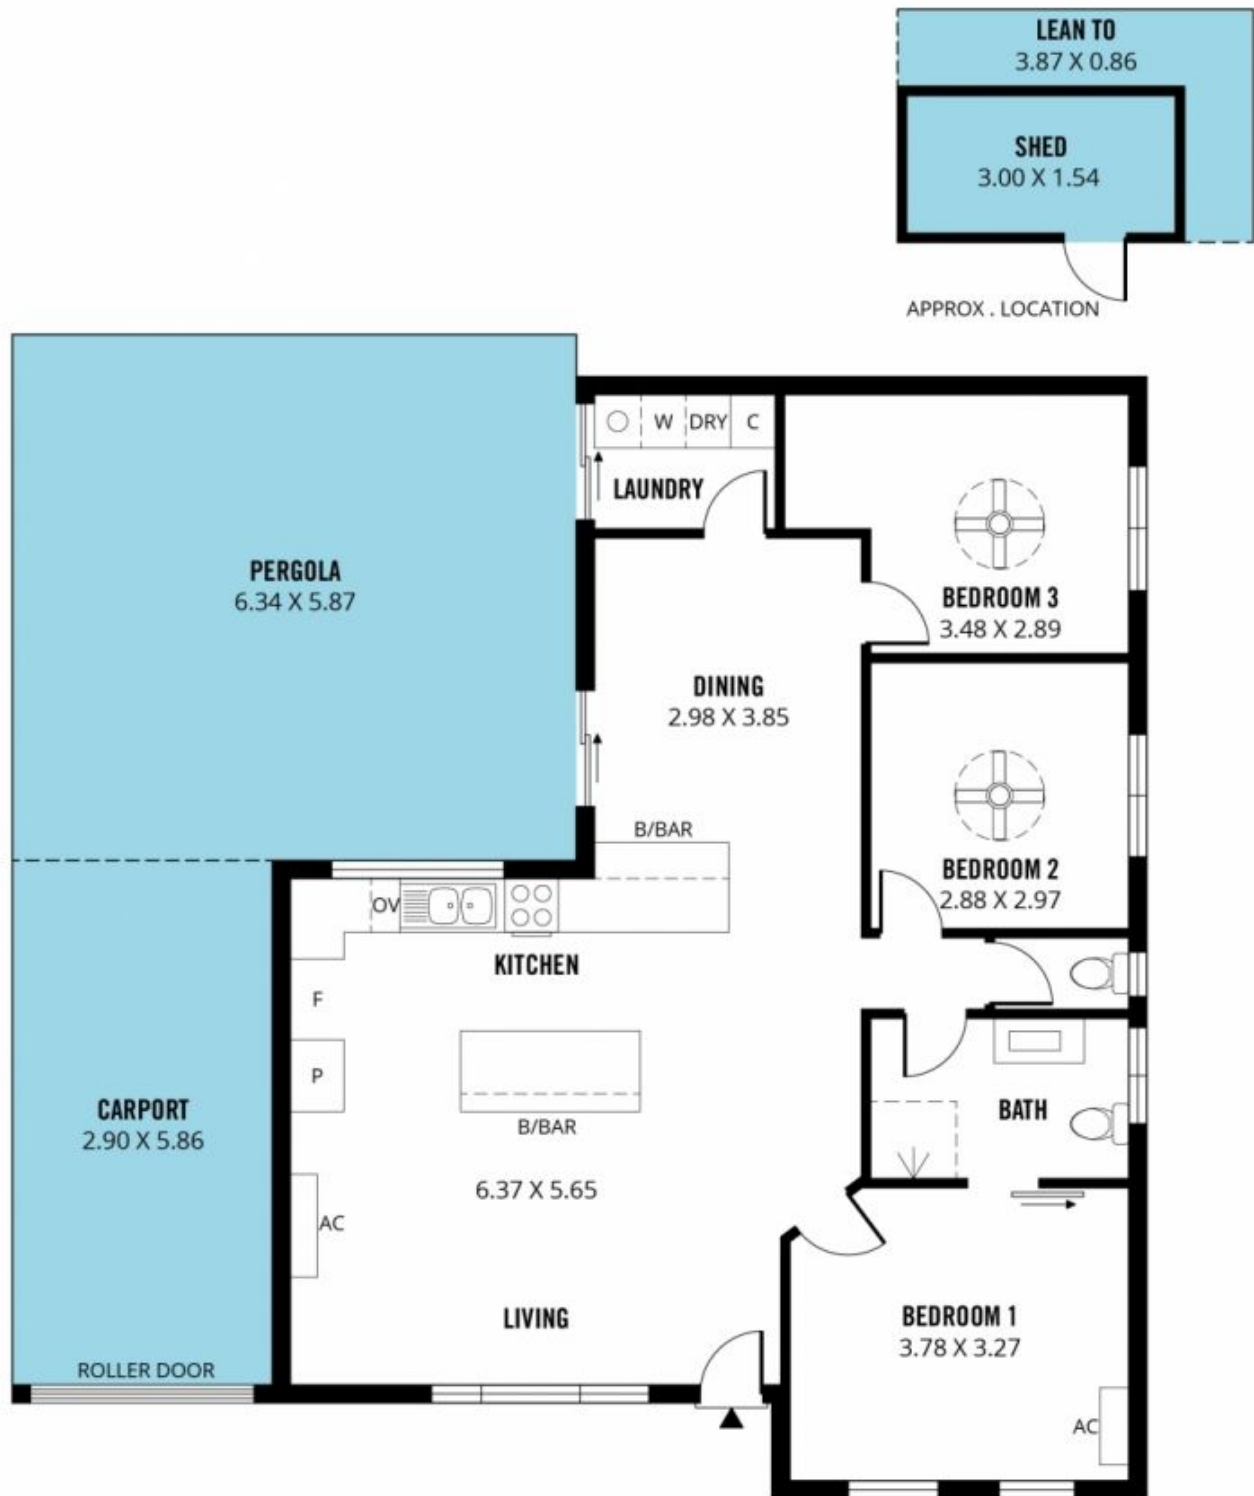 LEAN TO
3.87 X 0.86
SHED
3.00 X 1.54
APPROX . LOCATION
W
DRY
C
LAUNDRY
PERGOLA
6.34 X 5.87
BEDROOM 3
3.48 X 2.89
DINING
2.98 X 3.85
B/BAR
BEDROOM 2
2.88 X 2.97
OV
KITCHEN
F
P
B/BAR
CARPORT
2.90 X 5.86
BATH
6.37 X 5.65
AC
LIVING
BEDROOM 1
3.78 X 3.27
ROLLER DOOR
AC